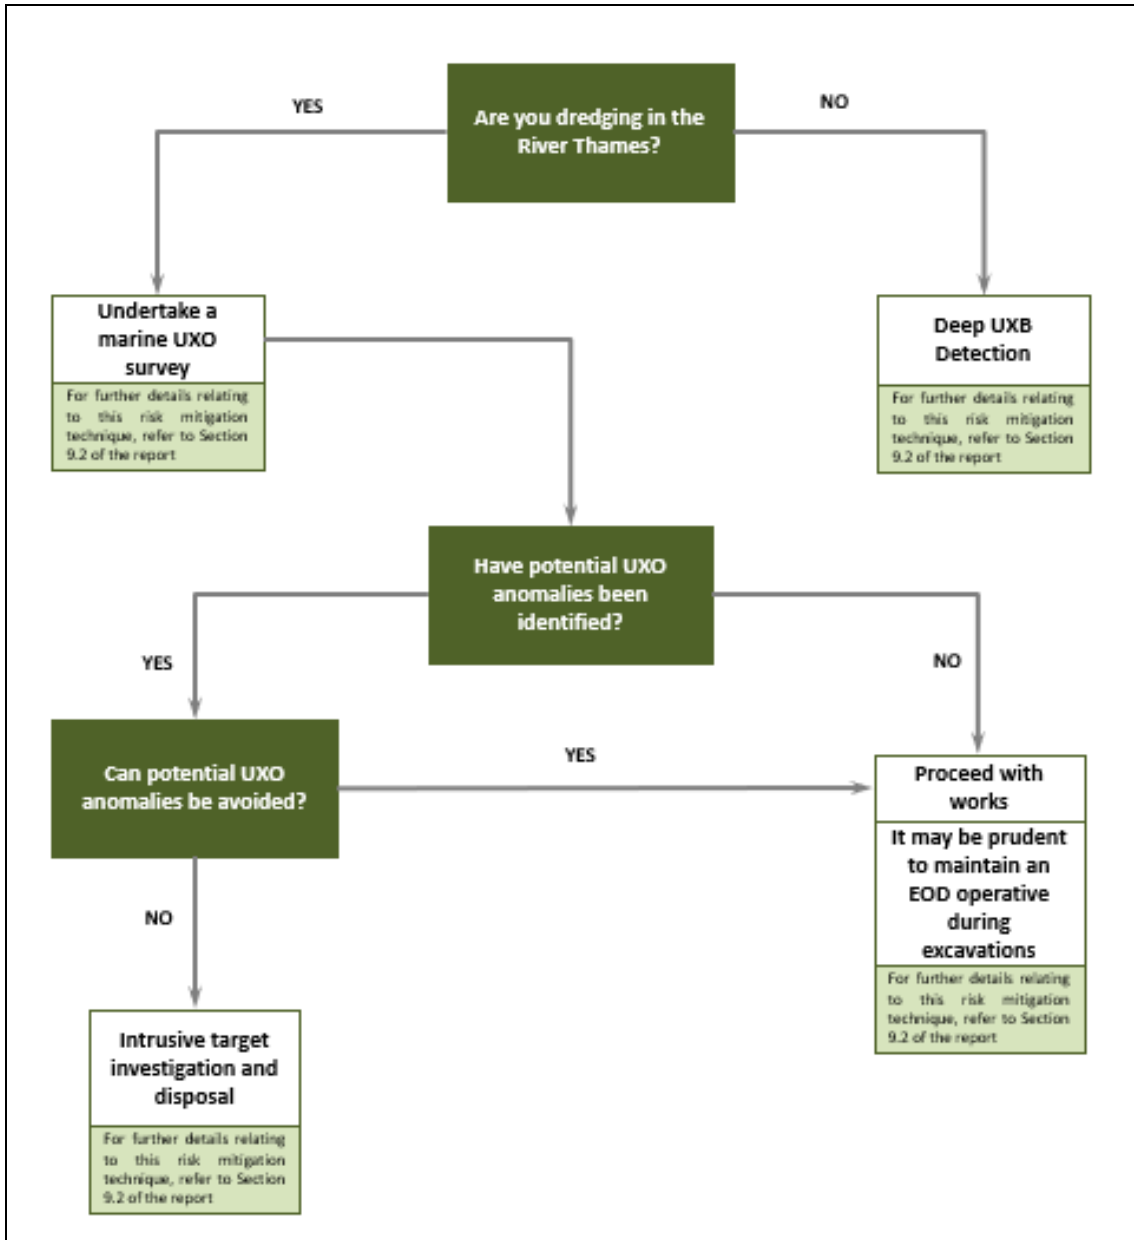 YES
Are you dredging in the
River Thames?
NO
Undertake a
marine UXO
survey
For further details relating
to this risk mitigation
technique, refer to Section
9.2 of the report
Deep UXB
Detection
For further details relating
to this risk mitigation
technique, refer to Section
9.2 of the report
Have potential UXO
anomalies been
identified?
YES
NO
Can potential UXO
anomalies be avoided?
YES
Proceed with
works
It may be prudent
to maintain an
EOD operative
during
excavations
For further details relating
to this risk mitigation
technique, refer to Section
9.2 of the report
NO
Intrusive target
investigation and
disposal
For further details relating
to this risk mitigation
technique, refer to Section
9.2 of the report